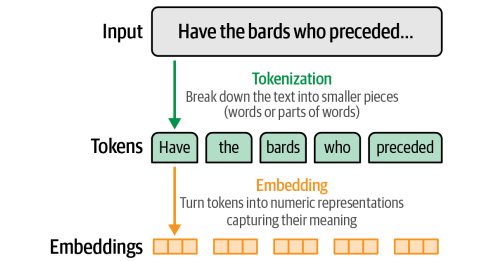 Input
Have the bards who preceded...
Tokenization
Break down the text into smaller pieces
(words or parts of words)
Tokens
Have the bards who preceded
Embedding
Turn tokens into numeric representations
capturing their meaning
Embeddings